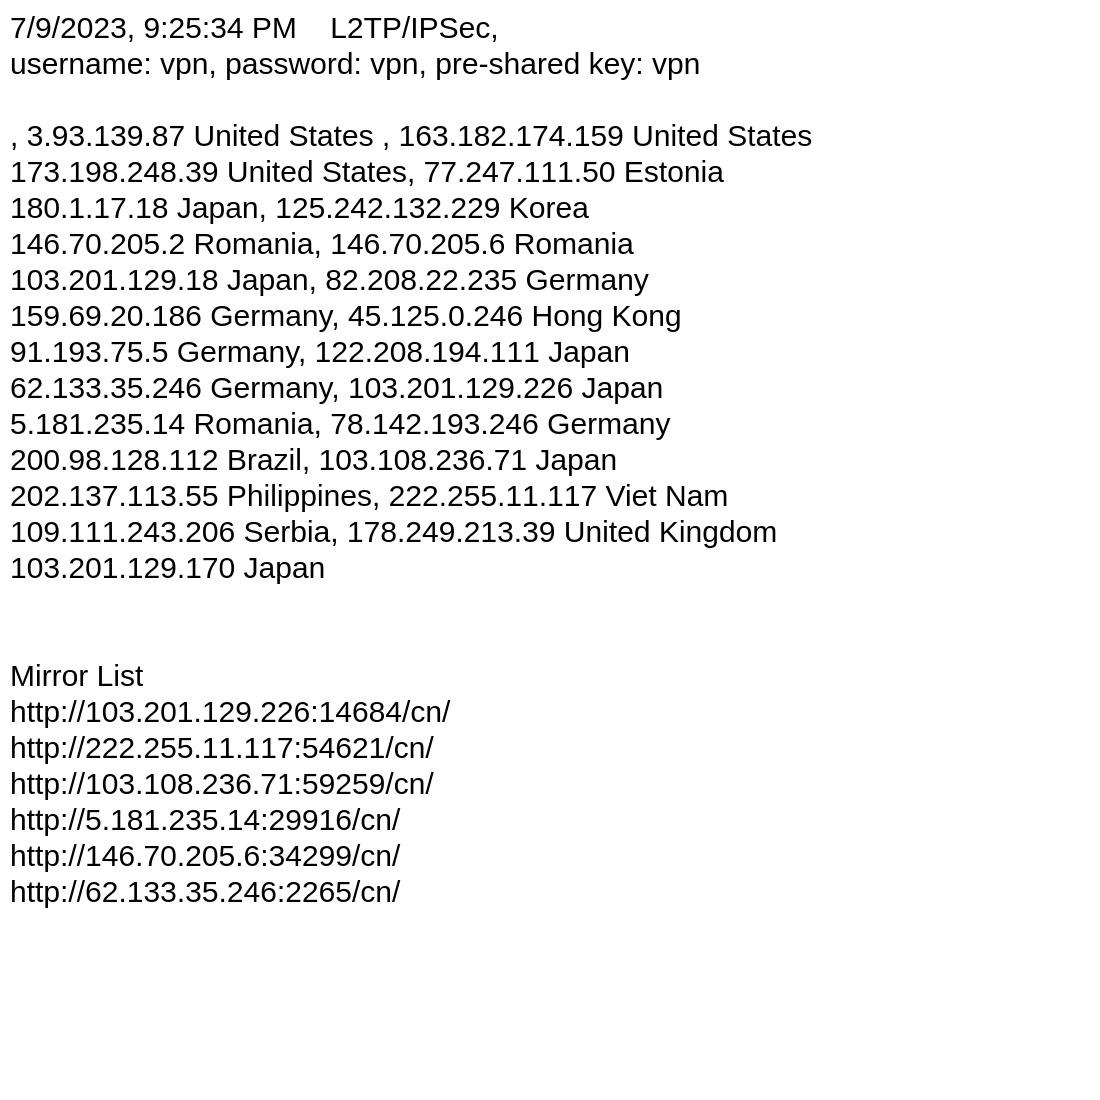 7/9/2023, 9:25:34 PM    L2TP/IPSec,
username: vpn, password: vpn, pre-shared key: vpn
, 3.93.139.87 United States , 163.182.174.159 United States
173.198.248.39 United States, 77.247.111.50 Estonia
180.1.17.18 Japan, 125.242.132.229 Korea
146.70.205.2 Romania, 146.70.205.6 Romania
103.201.129.18 Japan, 82.208.22.235 Germany
159.69.20.186 Germany, 45.125.0.246 Hong Kong
91.193.75.5 Germany, 122.208.194.111 Japan
62.133.35.246 Germany, 103.201.129.226 Japan
5.181.235.14 Romania, 78.142.193.246 Germany
200.98.128.112 Brazil, 103.108.236.71 Japan
202.137.113.55 Philippines, 222.255.11.117 Viet Nam
109.111.243.206 Serbia, 178.249.213.39 United Kingdom
103.201.129.170 Japan
Mirror List
http://103.201.129.226:14684/cn/
http://222.255.11.117:54621/cn/
http://103.108.236.71:59259/cn/
http://5.181.235.14:29916/cn/
http://146.70.205.6:34299/cn/
http://62.133.35.246:2265/cn/